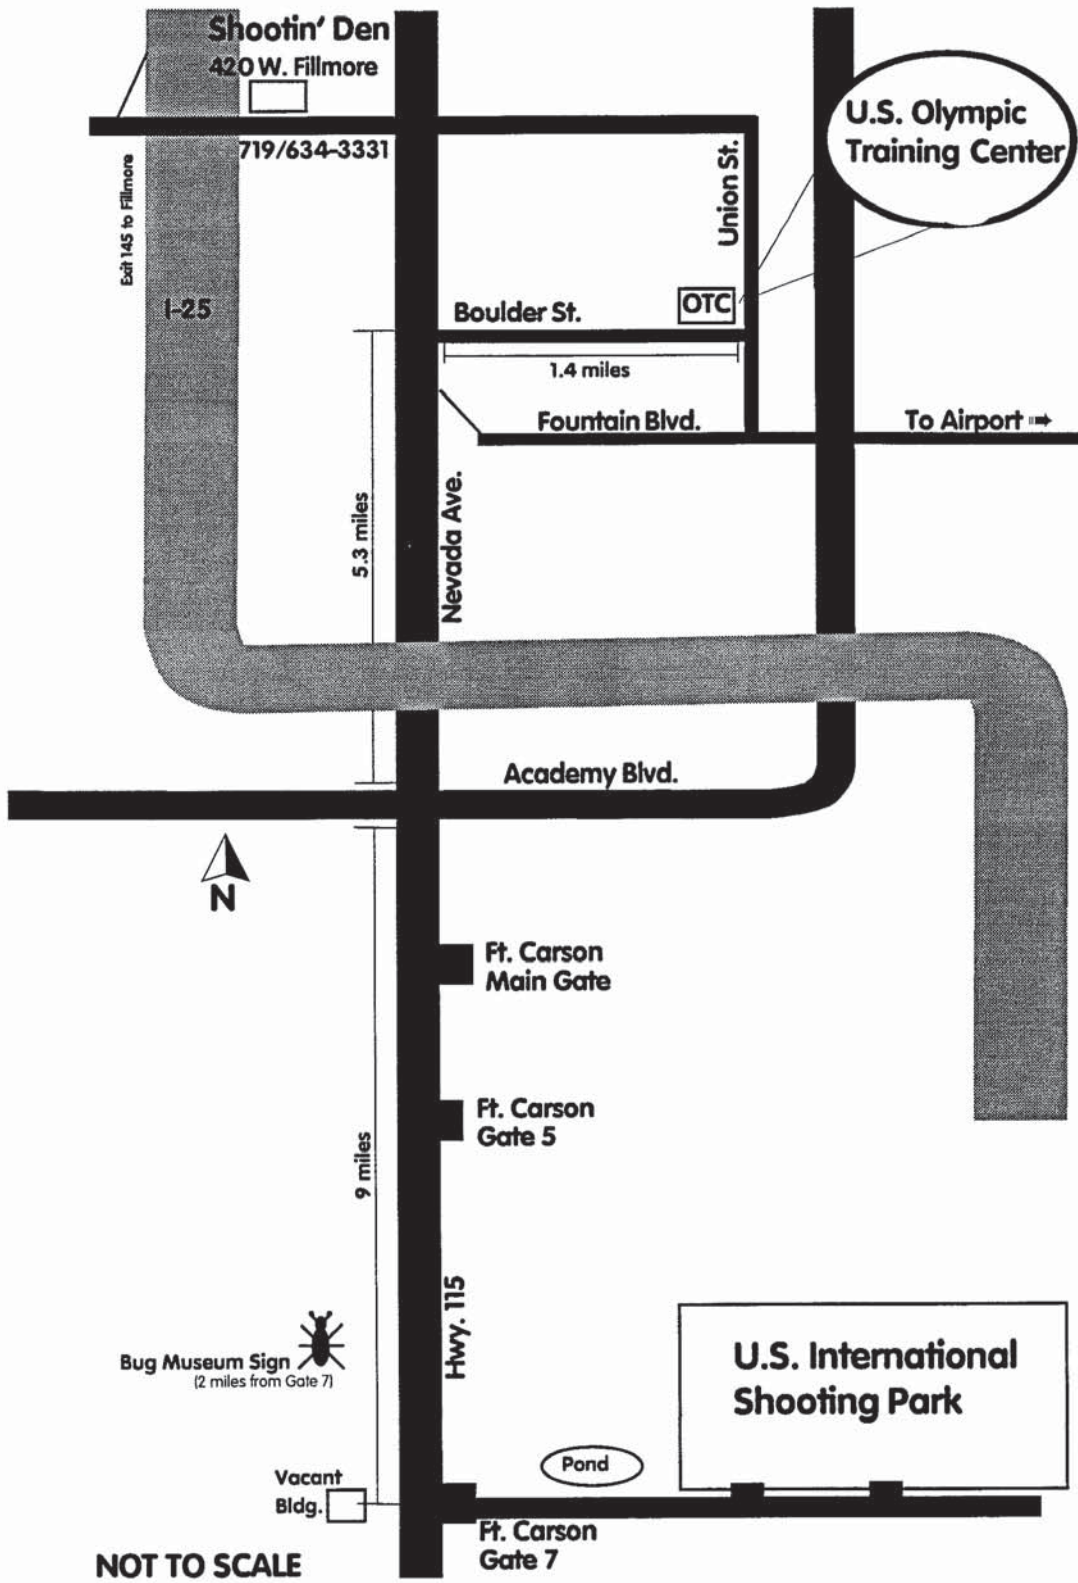 Shootin' Den
420 W. Fillmore
719/634-3331
Exit 145 to Fillmore
I-25
U.S. Olympic
Training Center
Union St.
OTC
Boulder St.
1.4 miles
Fountain Blvd.
To Airport
5.3 miles
Nevada Ave.
Academy Blvd.
N
Ft. Carson
Main Gate
Ft. Carson
Gate 5
9 miles
Hwy. 115
Bug Museum Sign
(2 miles from Gate 7)
U.S. International
Shooting Park
Pond
Vacant
Bldg.
Ft. Carson
Gate 7
NOT TO SCALE